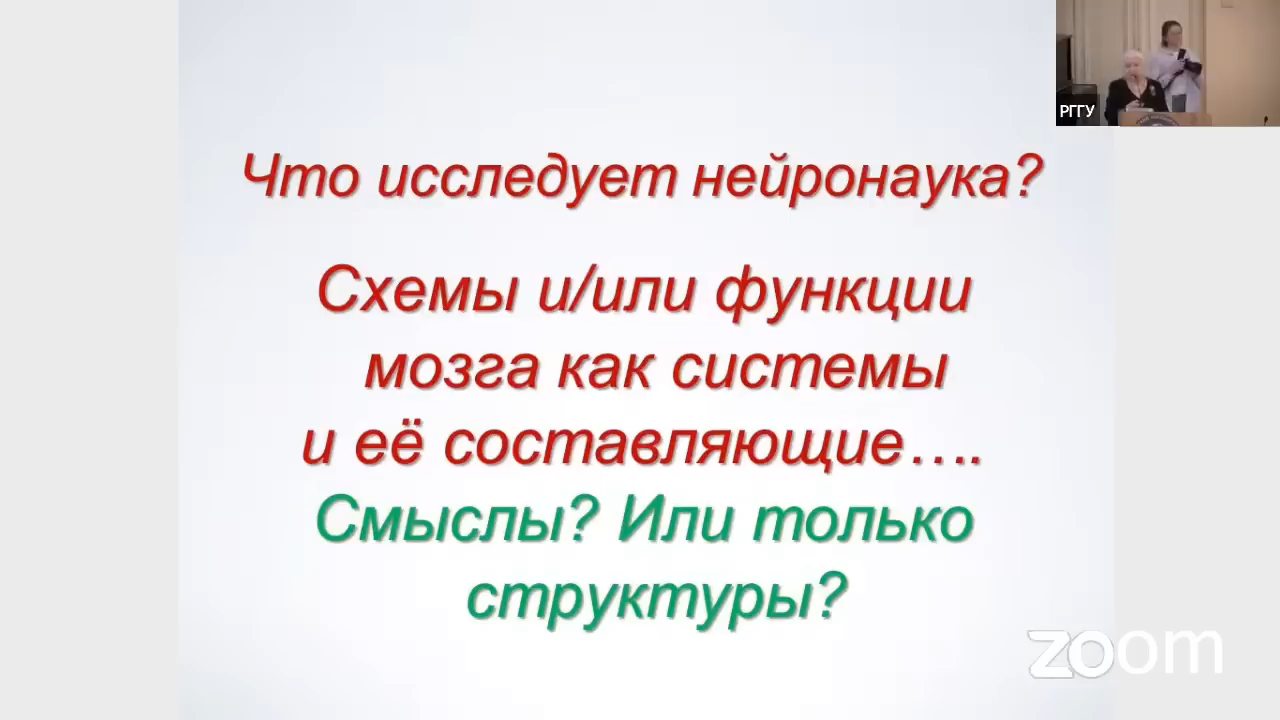 РГГУ
Что исследует нейронаука?
Схемы и/или функции
мозга как системы
и её составляющие….
Смыслы? Или только
структуры?
zoom